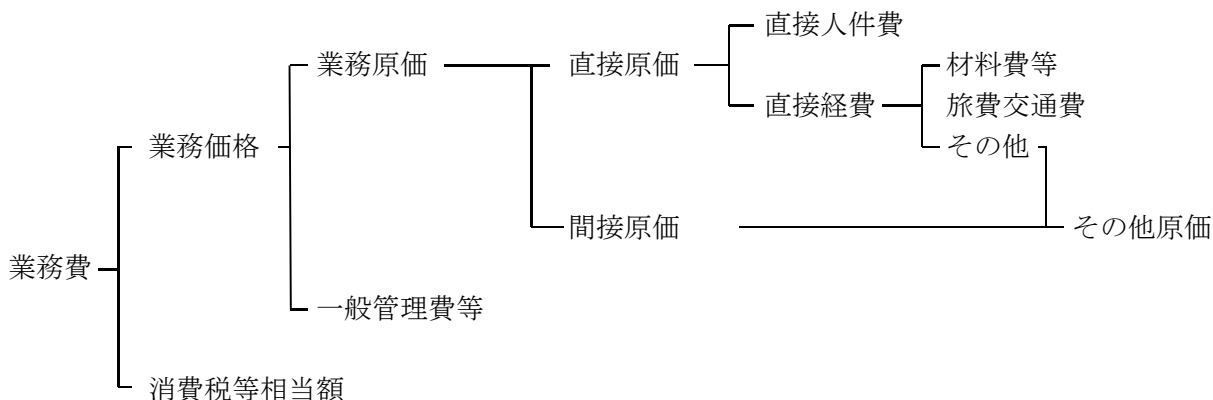 直接人件費
業務原価 直接原価 材料費等
直接経費 旅費交通費
業務価格 その他
間接原価 その他原価
業務費
一般管理費等
消費税等相当額